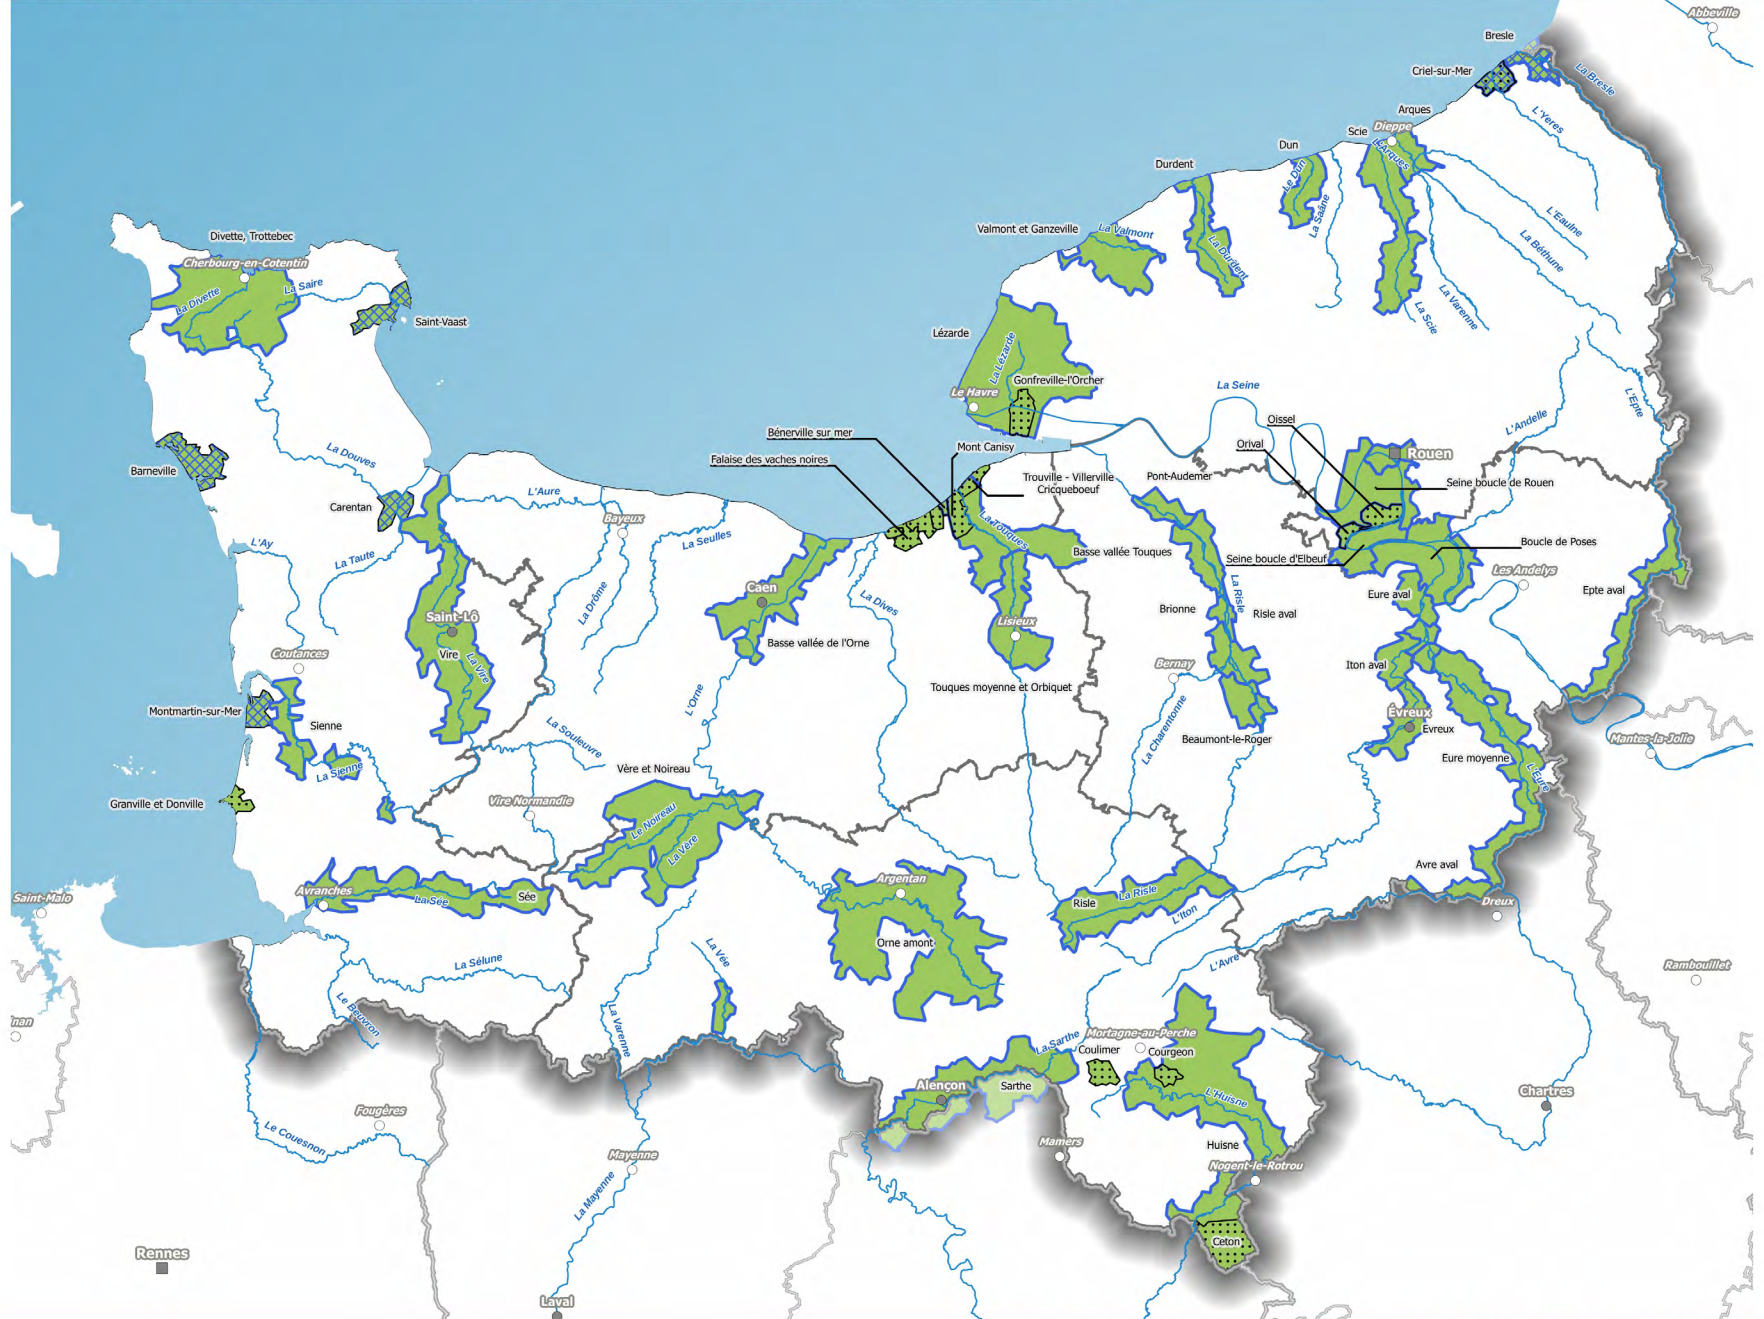 Abbeville
Bresle
Criel-sur-Mer
La Bresle
Arques
L'Yeres
Scie
Dieppe
Dun
L'Arques
Durdent
Le Dun
La Saâne
L'Eaulne
Valmont et Ganzeville
La Valmont
Divette, Trottebec
La Béthune
Cherbourg-en-Cotentin
La Durdent
La Saire
La Divette
La Varenne
La Scie
Saint-Vaast
Lézarde
La Lézarde
Gonfreville-l'Orcher
La Seine
Le Havre
L'Epte
Oissel
L'Andelle
Bénerville sur mer
Orival
Mont Canisy
Rouen
La Douves
Falaise des vaches noires
Barneville
Trouville - Villerville
Cricqueboeuf
Pont-Audemer
Seine boucle de Rouen
L'Aure
Carentan
Bayeux
La Touques
La Seulles
L'Ay
Boucle de Poses
La Taute
Basse vallée Touques
Seine boucle d'Elbeuf
Les Andelys
Caen
La Drôme
La Dives
La Risle
Eure aval
Epte aval
Brionne
Risle aval
Saint-Lô
Lisieux
Basse vallée de l'Orne
Coutances
Vire
La Vire
Bernay
Iton aval
Touques moyenne et Orbiquet
L'Orne
Montmartin-sur-Mer
Évreux
Sienne
La Souleuvre
La Charentonne
Evreux
Beaumont-le-Roger
Mantes-la-Jolie
Eure moyenne
La Sienne
Vère et Noireau
L'Eure
Granville et Donville
Vire Normandie
Le Noireau
La Vère
Avre aval
Argentan
Avranches
Saint-Malo
La Sée
Sée
Risle
La Risle
Dreux
L'Iton
Orne amont
La Vée
La Sélune
L'Avre
Rambouillet
Le Beuvron
La Varenne
Mortagne-au-Perche
La Sarthe
Coulimer
Courgeon
Alençon
Sarthe
Chartres
L'Huisne
Fougères
Le Couesnon
Mamers
Huisne
Mayenne
Nogent-le-Rotrou
La Mayenne
Ceton
Rennes
Laval